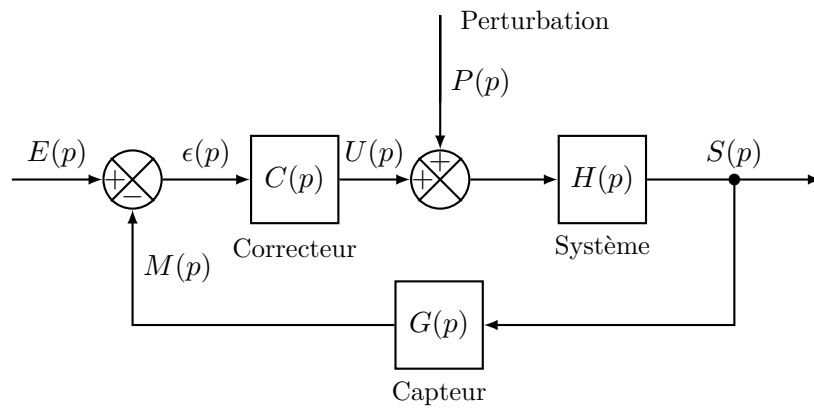 Perturbation
P(p)
E(p)
ϵ(p)
U(p)
S(p)
+
−
C(p)
+
+
H(p)
Correcteur
Système
M(p)
G(p)
Capteur